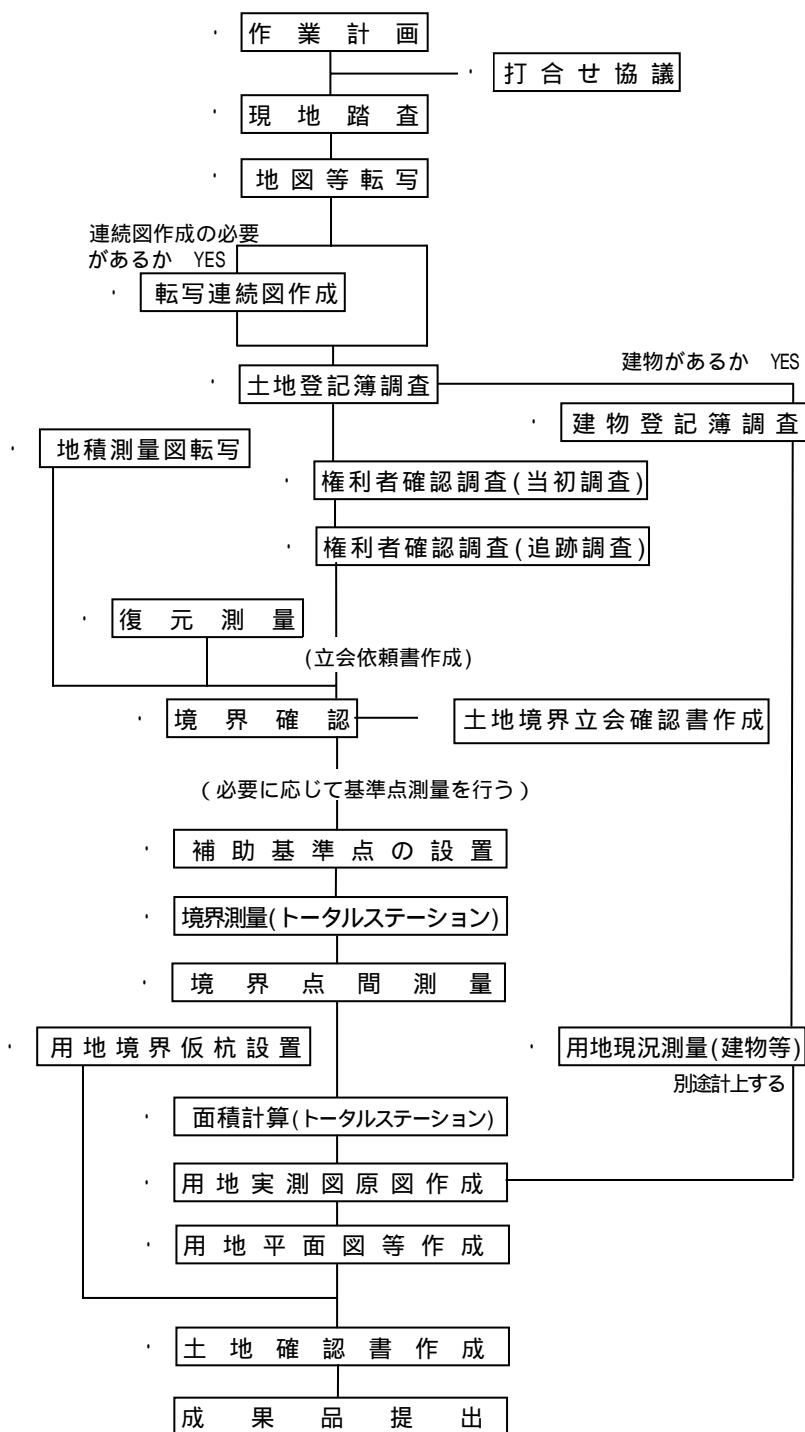 作業計画
打合せ協議
現地踏査
地図等転写
連続図作成の必要
があるか YES
転写連続図作成
建物があるか YES
土地登記簿調査
建物登記簿調査
地積測量図転写
権利者確認調査(当初調査)
権利者確認調査(追跡調査)
復元測量
(立会依頼書作成)
境界確認
土地境界立会確認書作成
(必要に応じて基準点測量を行う)
補助基準点の設置
境界測量(トータルステーション)
境界点間測量
用地境界仮杭設置
用地現況測量(建物等)
別途計上する
面積計算(トータルステーション)
用地実測図原図作成
用地平面図等作成
土地確認書作成
成果品提出